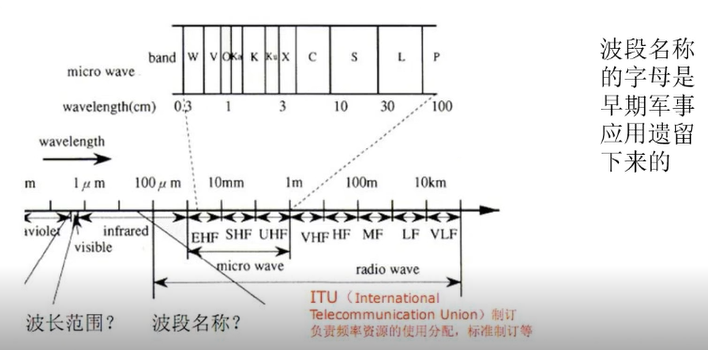 band W V O Ka K Ku X C S L P
micro wave
wavelength(cm) 0.3 1 3 10 30 100
wavelength
m 1μm 100μm 10mm 1m 100m 10km
aviolet visible infrared EHF SHF UHF VHF HF MF LF VLF
micro wave radio wave
波长范围? 波段名称?
ITU（International
Telecommunication Union）制订
负责频率资源的使用分配，标准制订等
波段名称
的字母是
早期军事
应用遗留
下来的